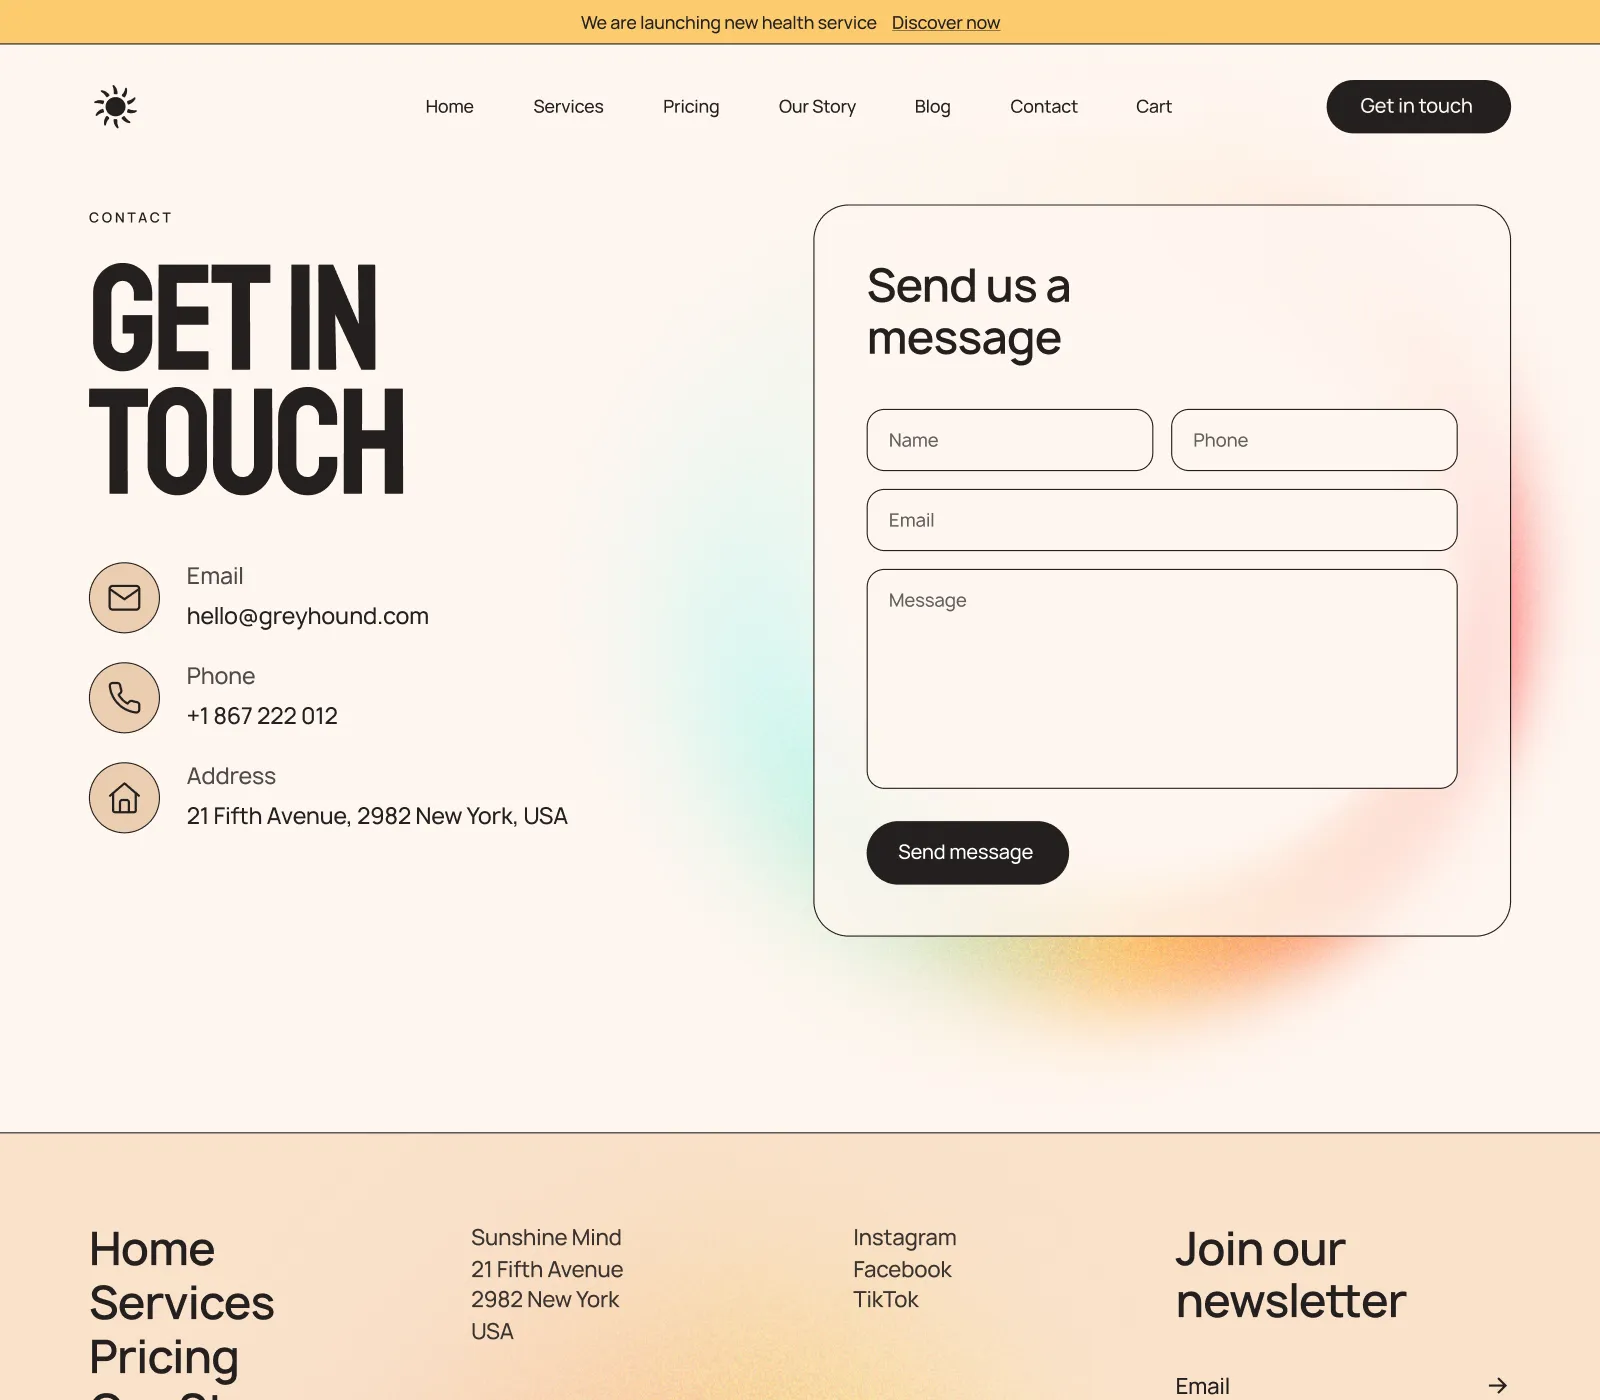 We are launching new health service Discover now
Home Services Pricing Our Story Blog Contact Cart
Get in touch
CONTACT
GET IN
TOUCH
Email
hello@greyhound.com
Phone
+1 867 222 012
Address
21 Fifth Avenue, 2982 New York, USA
Send us a
message
Name
Phone
Email
Message
Send message
Home
Services
Pricing
Sunshine Mind
21 Fifth Avenue
2982 New York
USA
Instagram
Facebook
TikTok
Join our
newsletter
Email